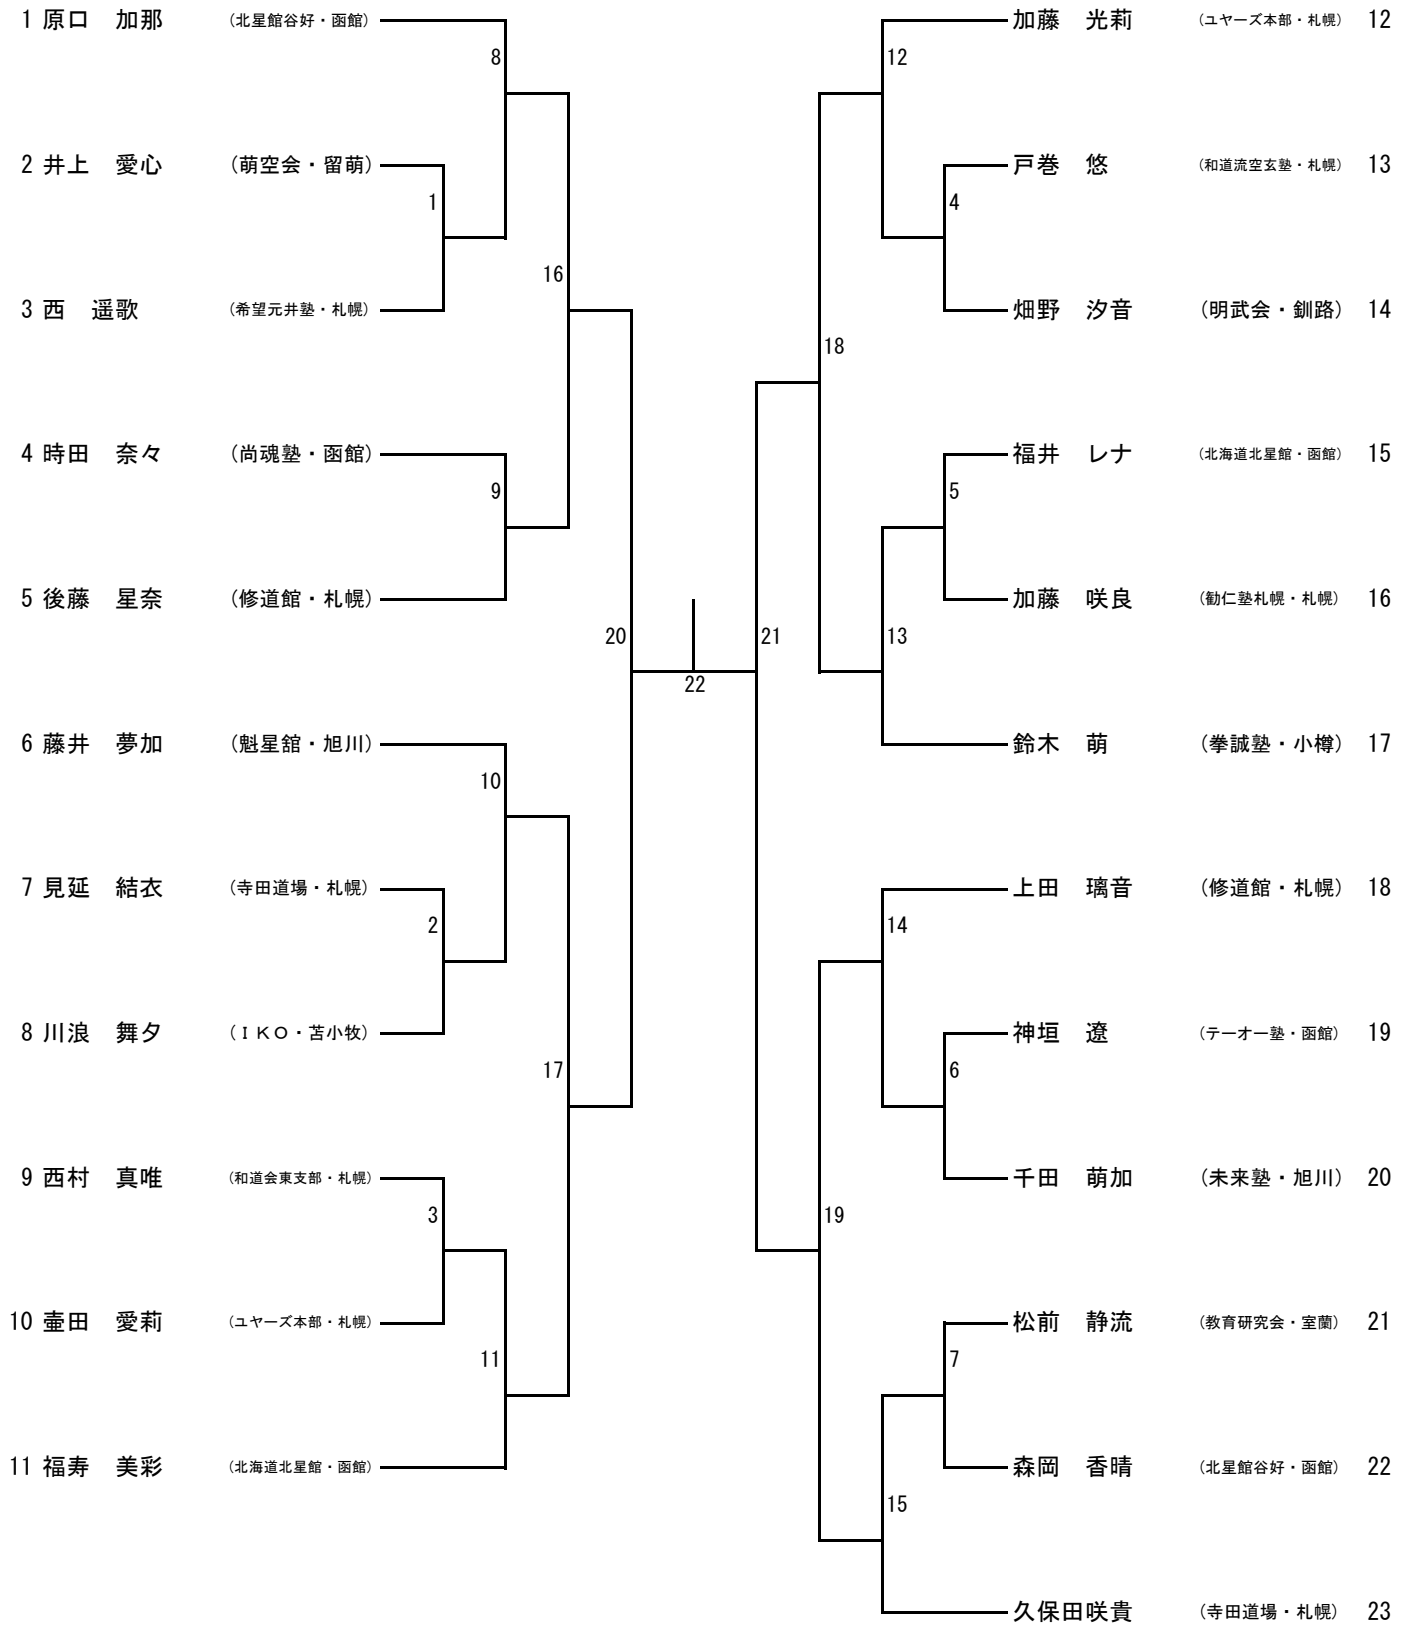 1 原口　加那 (北星館谷好・函館)
8
2 井上　愛心 (萌空会・留萌)
1
3 西　遥歌 (希望元井塾・札幌)
16
4 時田　奈々 (尚魂塾・函館)
9
5 後藤　星奈 (修道館・札幌)
20
6 藤井　夢加 (魁星舘・旭川)
10
7 見延　結衣 (寺田道場・札幌)
2
8 川浪　舞夕 (ＩＫＯ・苫小牧)
17
9 西村　真唯 (和道会東支部・札幌)
3
10 壷田　愛莉 (ユヤーズ本部・札幌)
11
11 福寿　美彩 (北海道北星館・函館)
22
加藤　光莉 (ユヤーズ本部・札幌) 12
12
戸巻　悠 (和道流空玄塾・札幌) 13
4
畑野　汐音 (明武会・釧路) 14
18
福井　レナ (北海道北星館・函館) 15
5
加藤　咲良 (勧仁塾札幌・札幌) 16
21
13
鈴木　萌 (拳誠塾・小樽) 17
上田　璃音 (修道館・札幌) 18
14
神垣　遼 (テーオー塾・函館) 19
6
千田　萌加 (未来塾・旭川) 20
19
松前　静流 (教育研究会・室蘭) 21
7
森岡　香晴 (北星館谷好・函館) 22
15
久保田咲貴 (寺田道場・札幌) 23